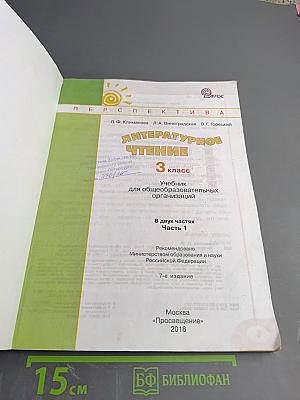 ФГОС
ПЕРСПЕКТИВА
Л.Ф. Климанова Л.А. Виноградская В.Г. Горецкий
ЛИТЕРАТУРНОЕ
ЧТЕНИЕ
3 класс
Учебник
для общеобразовательных
организаций
В двух частях
Часть 1
Рекомендовано
Министерством образования и науки
Российской Федерации
7-е издание
Москва
«Просвещение»
2018
15 см
БФ БИБЛИОФАН